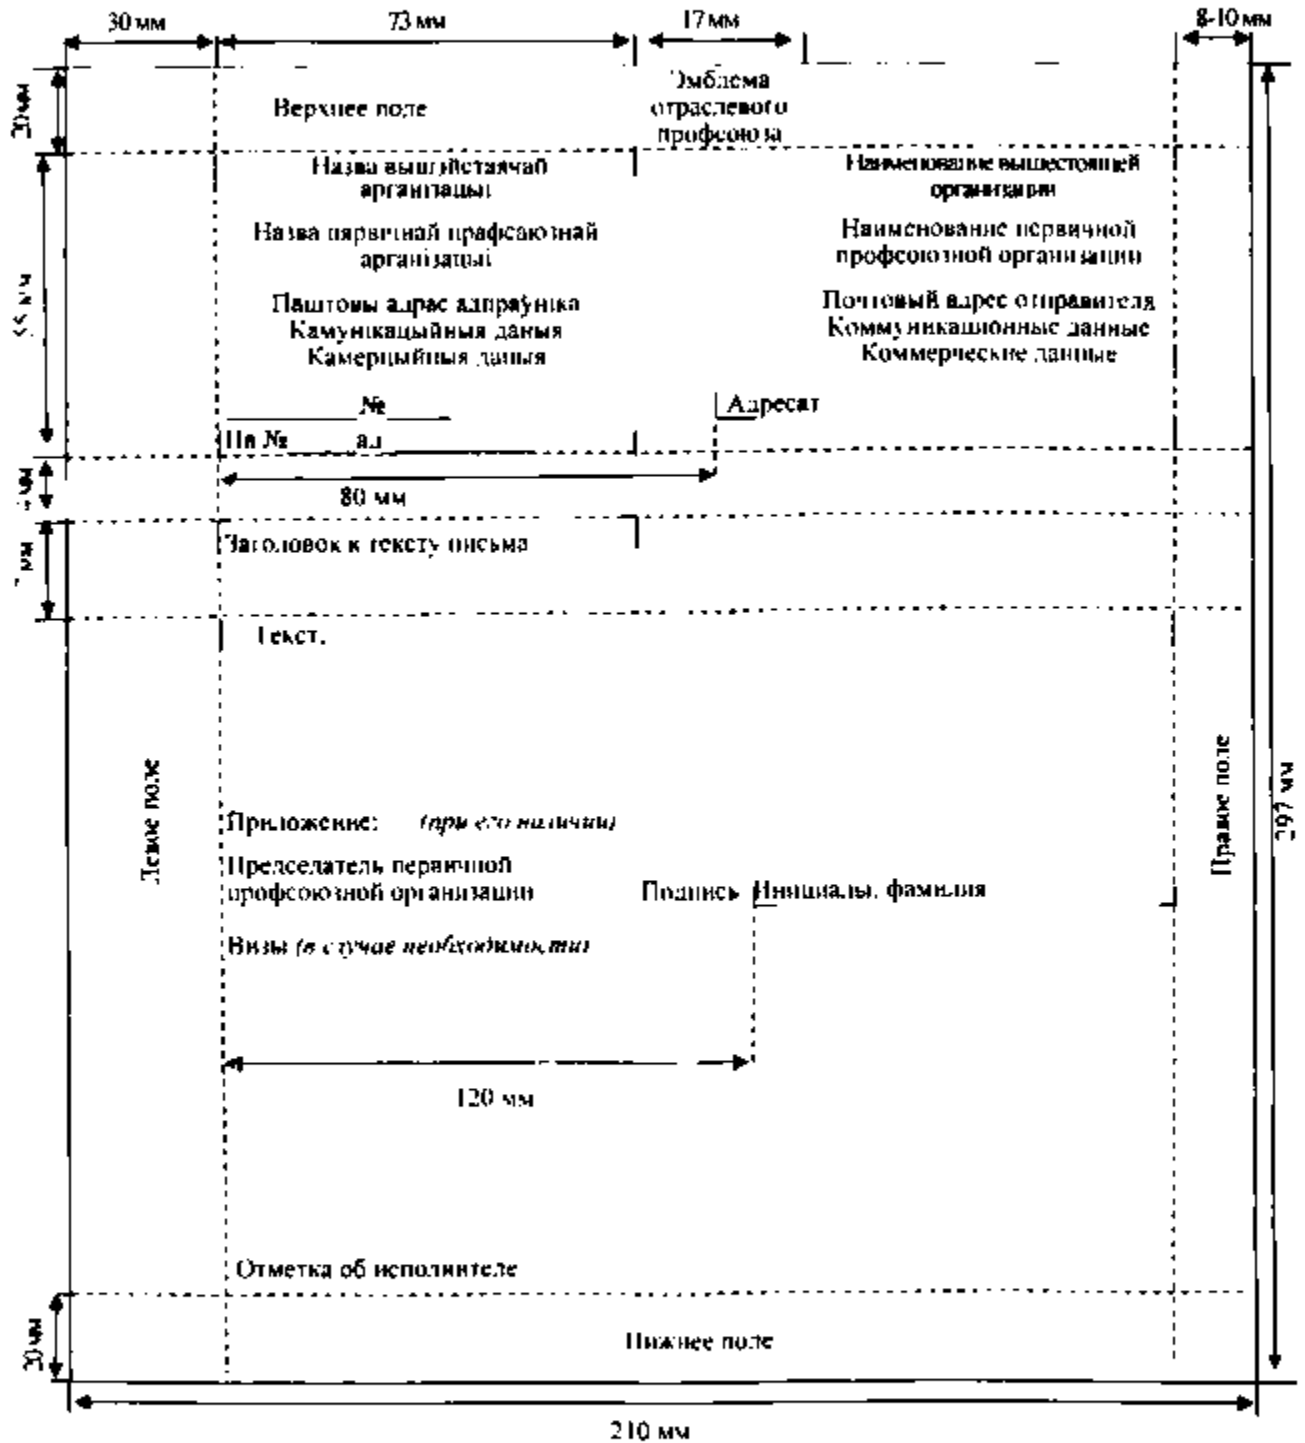 30 мм
73 мм
17 мм
8-10 мм
20 мм
Верхнее поле
Эмблема
отраслевого
профсоюза
Назва вышэйстаячай
арганізацыі
Наименование вышестоящей
организации
Назва пярвічнай прафсаюзнай
арганізацыі
Наименование первичной
профсоюзной организации
Паштовы адрас адпраўніка
Камунікацыйныя даныя
Камерцыйныя даныя
Почтовый адрес отправителя
Коммуникационные данные
Коммерческие данные
№
Адресат
На № ад
80 мм
мм
Заголовок к тексту письма
мм
Текст.
Левое поле
Правое поле
297 мм
Приложение: (при его наличии)
Председатель первичной
профсоюзной организации
Подпись Инициалы, фамилия
Визы (в случае необходимости)
120 мм
Отметка об исполнителе
20 мм
Нижнее поле
210 мм